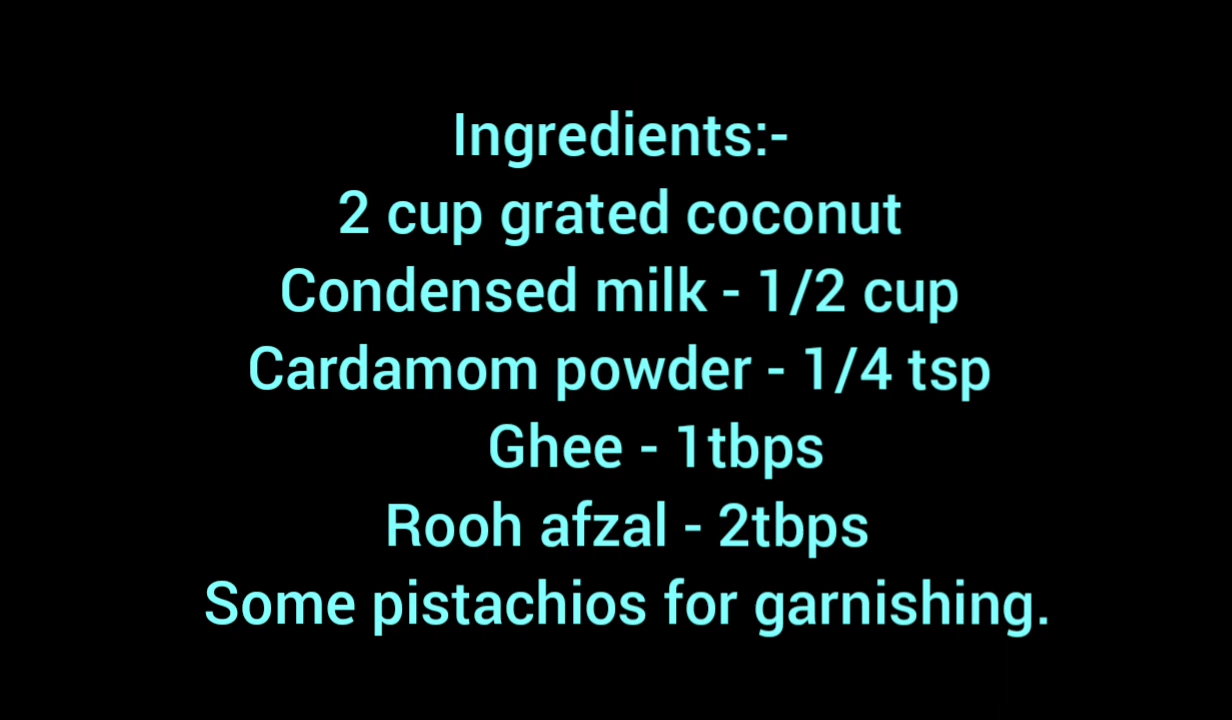 Ingredients:-
2 cup grated coconut
Condensed milk - 1/2 cup
Cardamom powder - 1/4 tsp
Ghee - 1tbps
Rooh afzal - 2tbps
Some pistachios for garnishing.